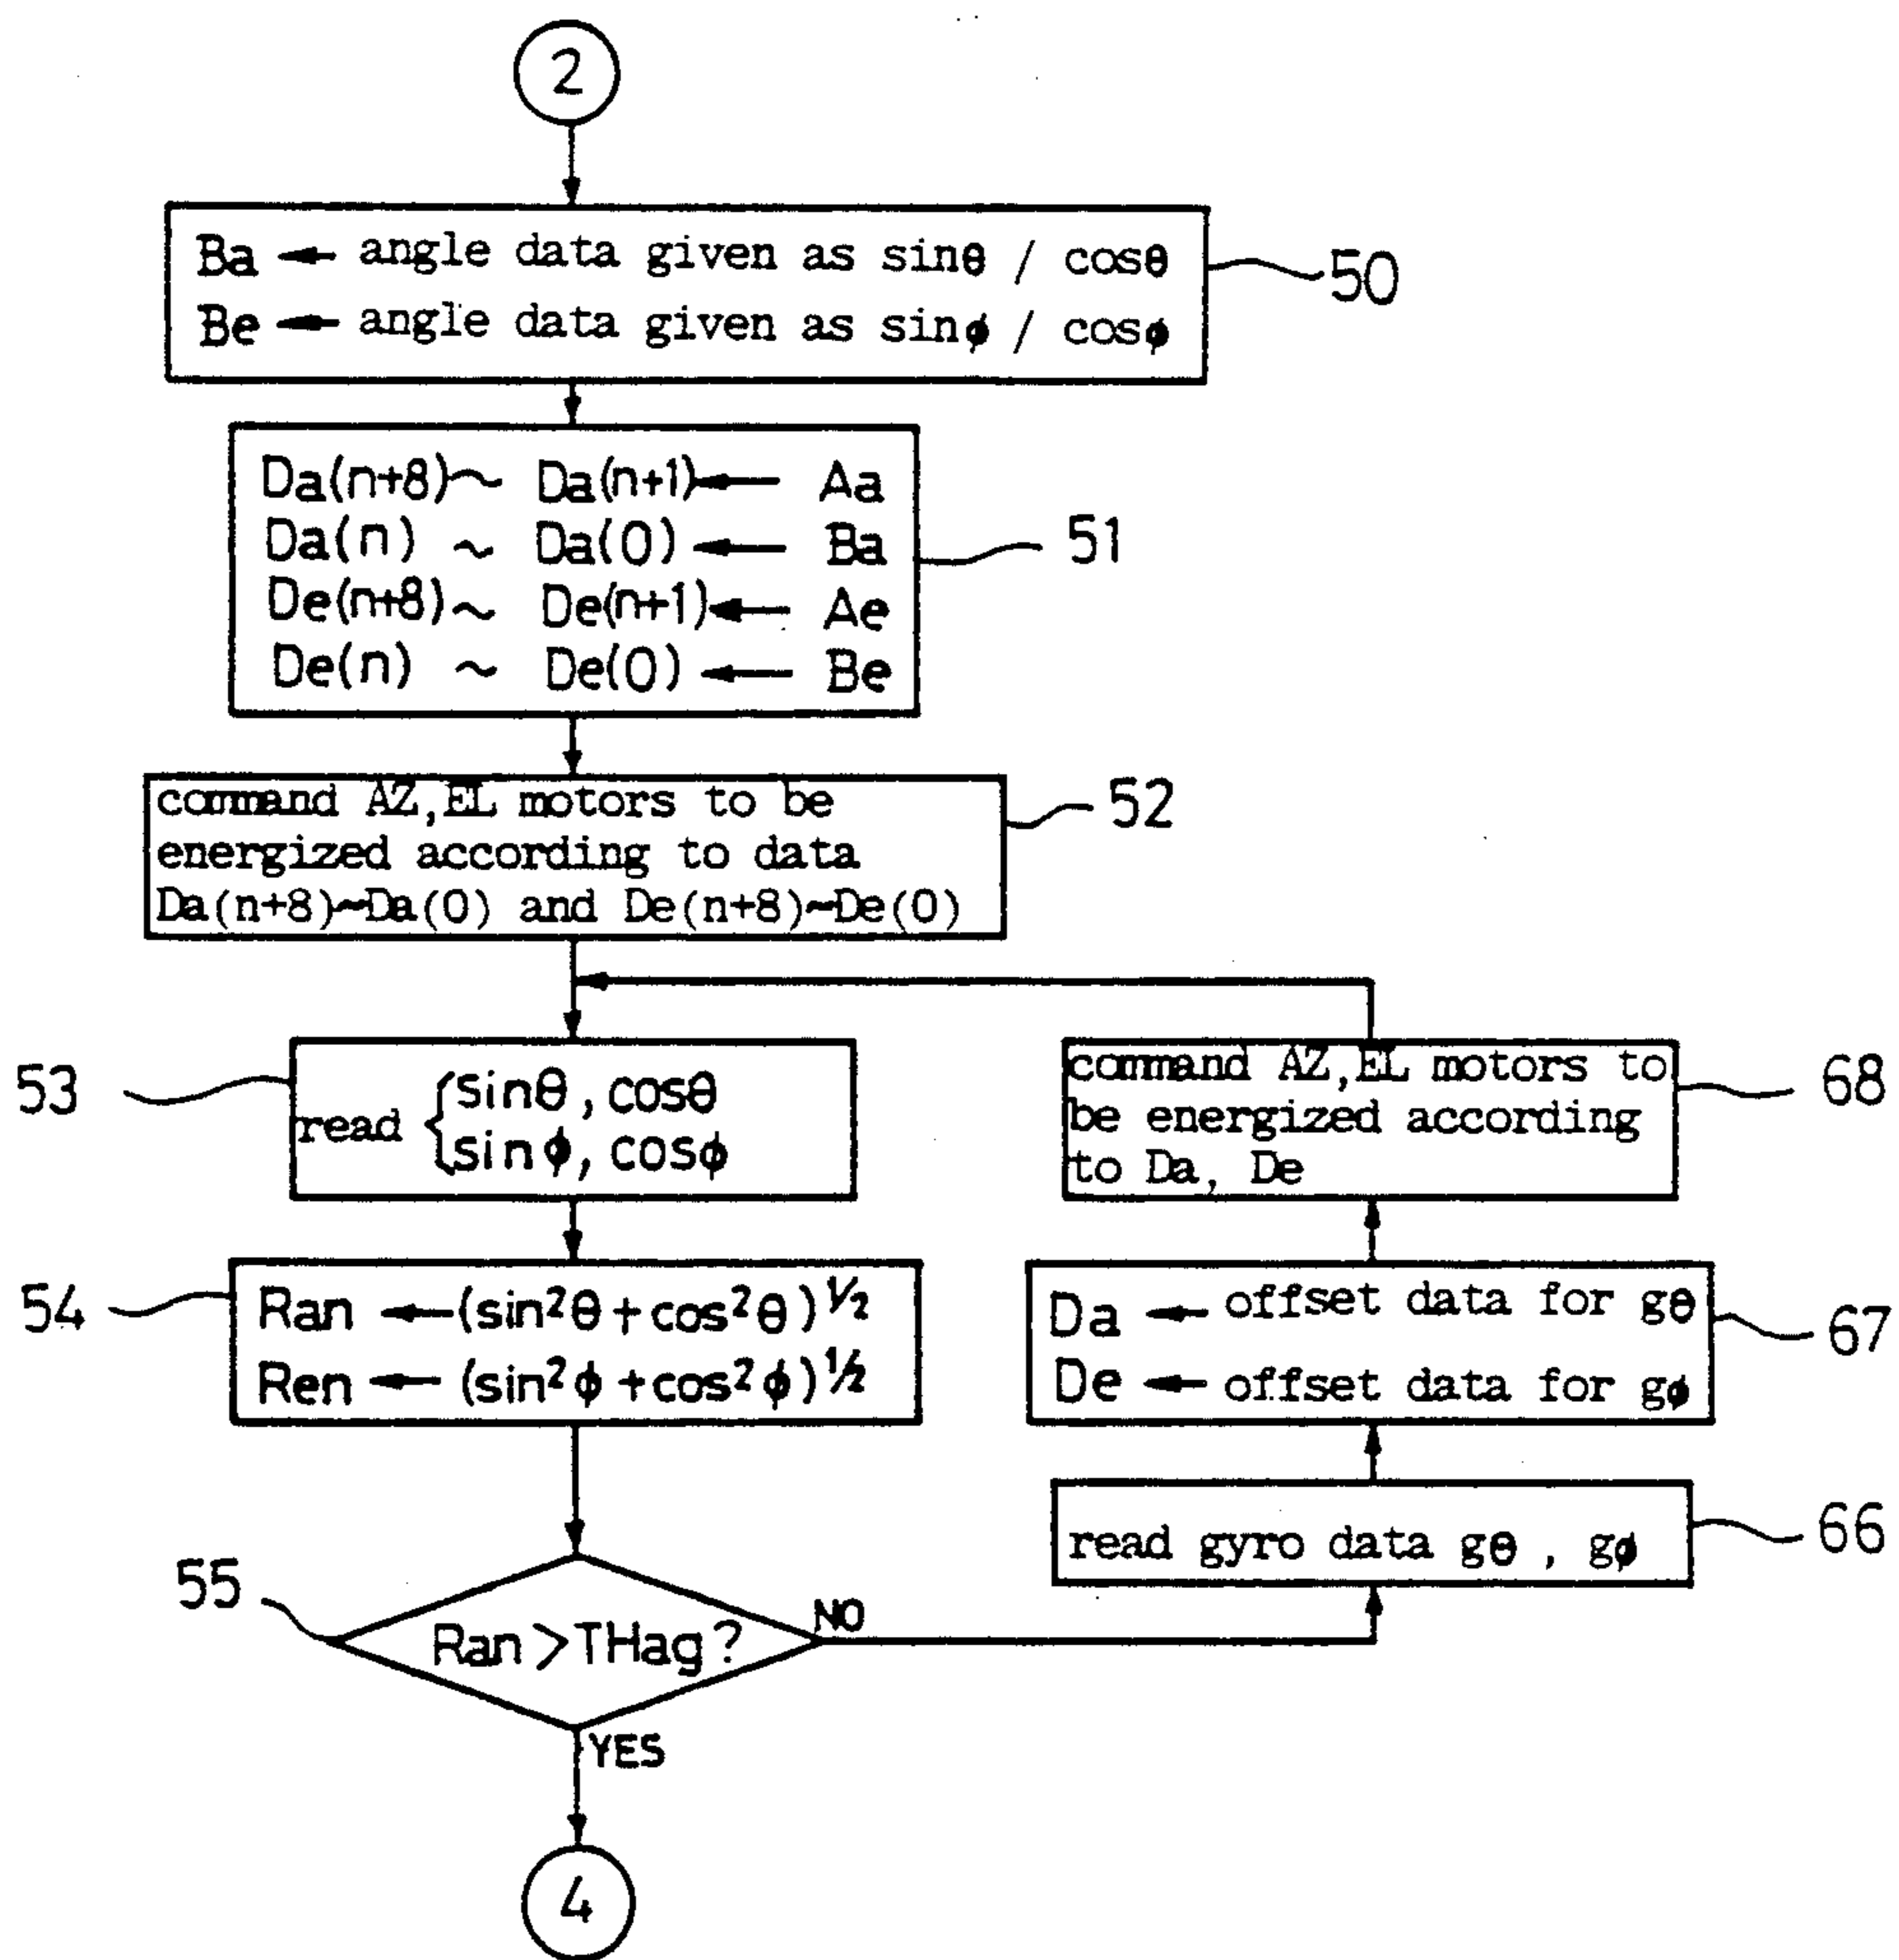 2
Ba ← angle data given as sinθ / cosθ
Be ← angle data given as sinϕ / cosϕ
50
Da(n+8)~ Da(n+1) ← Aa
Da(n) ~ Da(0) ← Ba
De(n+8)~ De(n+1) ← Ae
De(n) ~ De(0) ← Be
51
command AZ,EL motors to be
energized according to data
Da(n+8)~Da(0) and De(n+8)~De(0)
52
53
read { sinθ, cosθ
sinϕ, cosϕ
54
Ran ← (sin²θ + cos²θ)^½
Ren ← (sin²ϕ + cos²ϕ)^½
55
Ran > THag?
NO
YES
4
command AZ,EL motors to
be energized according
to Da, De
68
Da ← offset data for gθ
De ← offset data for gϕ
67
read gyro data gθ , gϕ
66